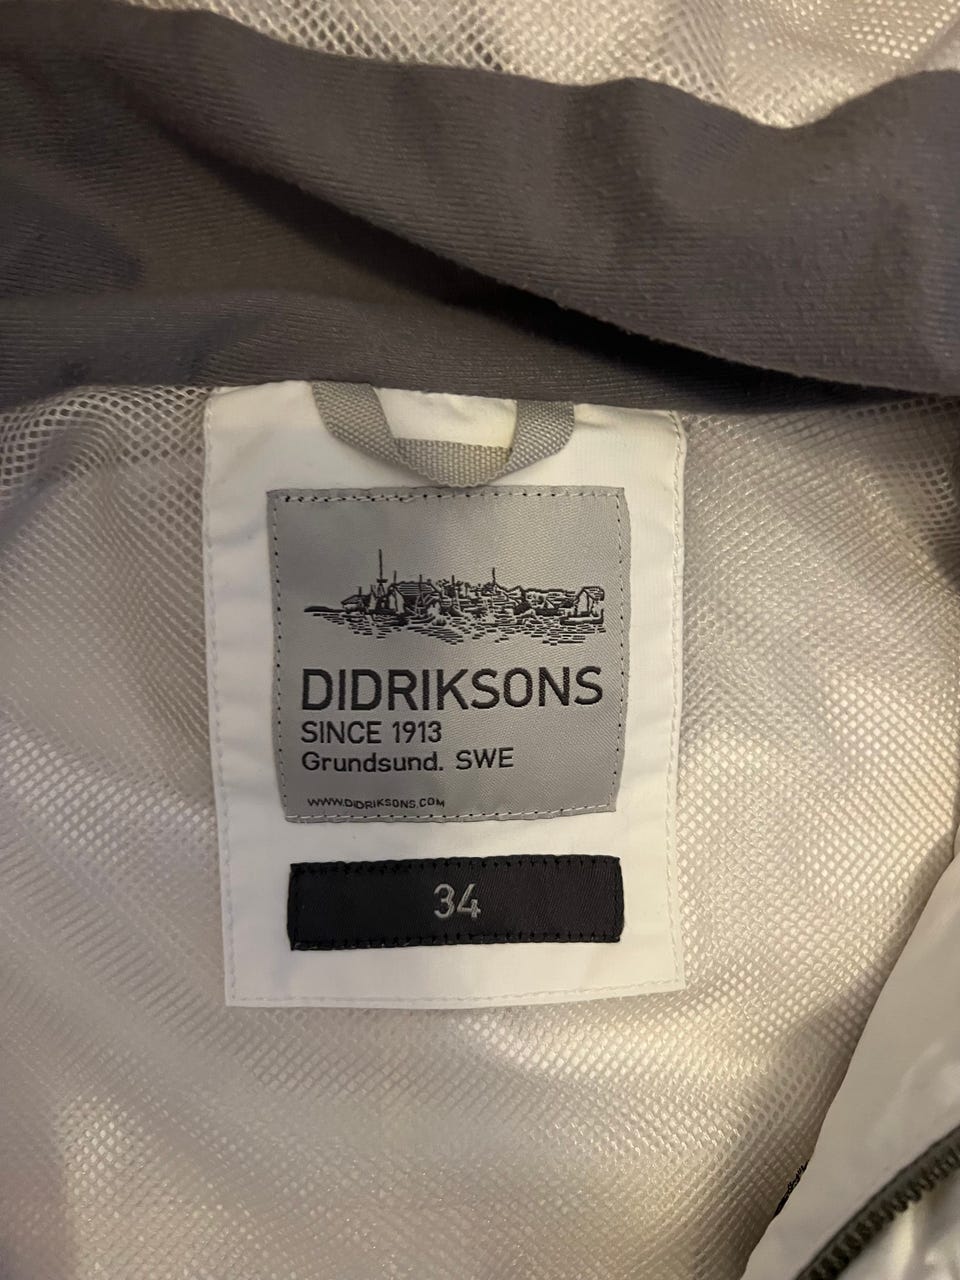 DIDRIKSONS
SINCE 1913
Grundsund. SWE
WWW.DIDRIKSONS.COM
34